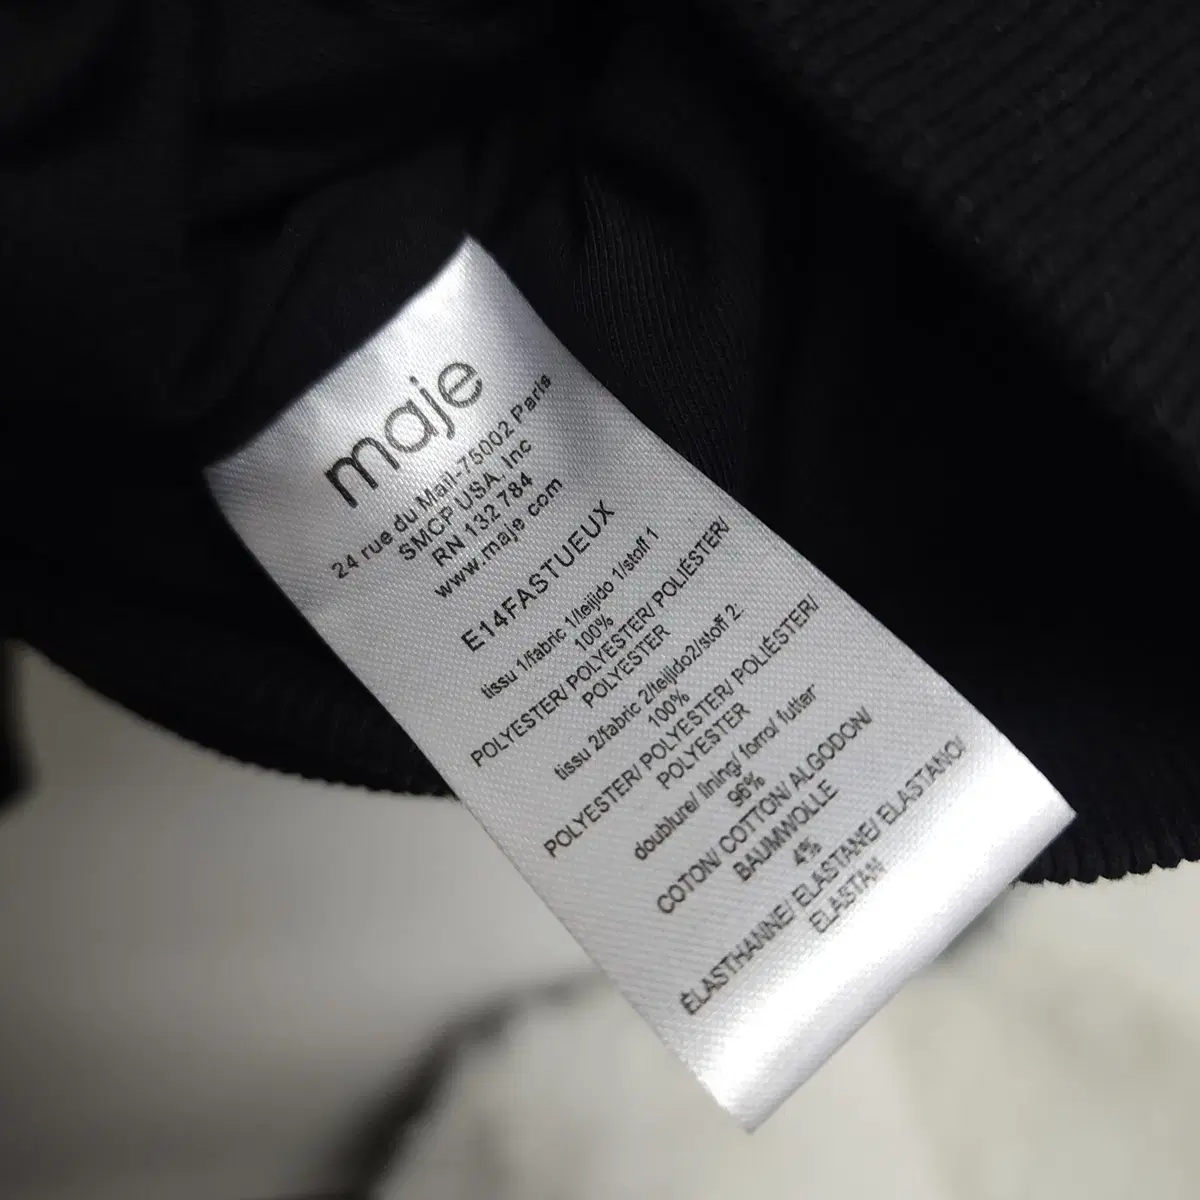 maje
24 rue du Mail-75002 Paris
SMCP USA, Inc
RN 132 784
www.maje.com
E14FASTUEUX
tissu 1/fabric 1/teijido 1/stoff 1
100%
POLYESTER/ POLYESTER/ POLIÉSTER/
POLYESTER
tissu 2/fabric 2/teijido2/stoff 2:
100%
POLYESTER/ POLYESTER/ POLIÉSTER/
POLYESTER
doublure/ lining/ forro/ futter
96%
COTON/ COTTON/ ALGODON/
BAUMWOLLE
4%
ÉLASTHANNE/ ELASTANE/ ELASTANO/
ELASTAN